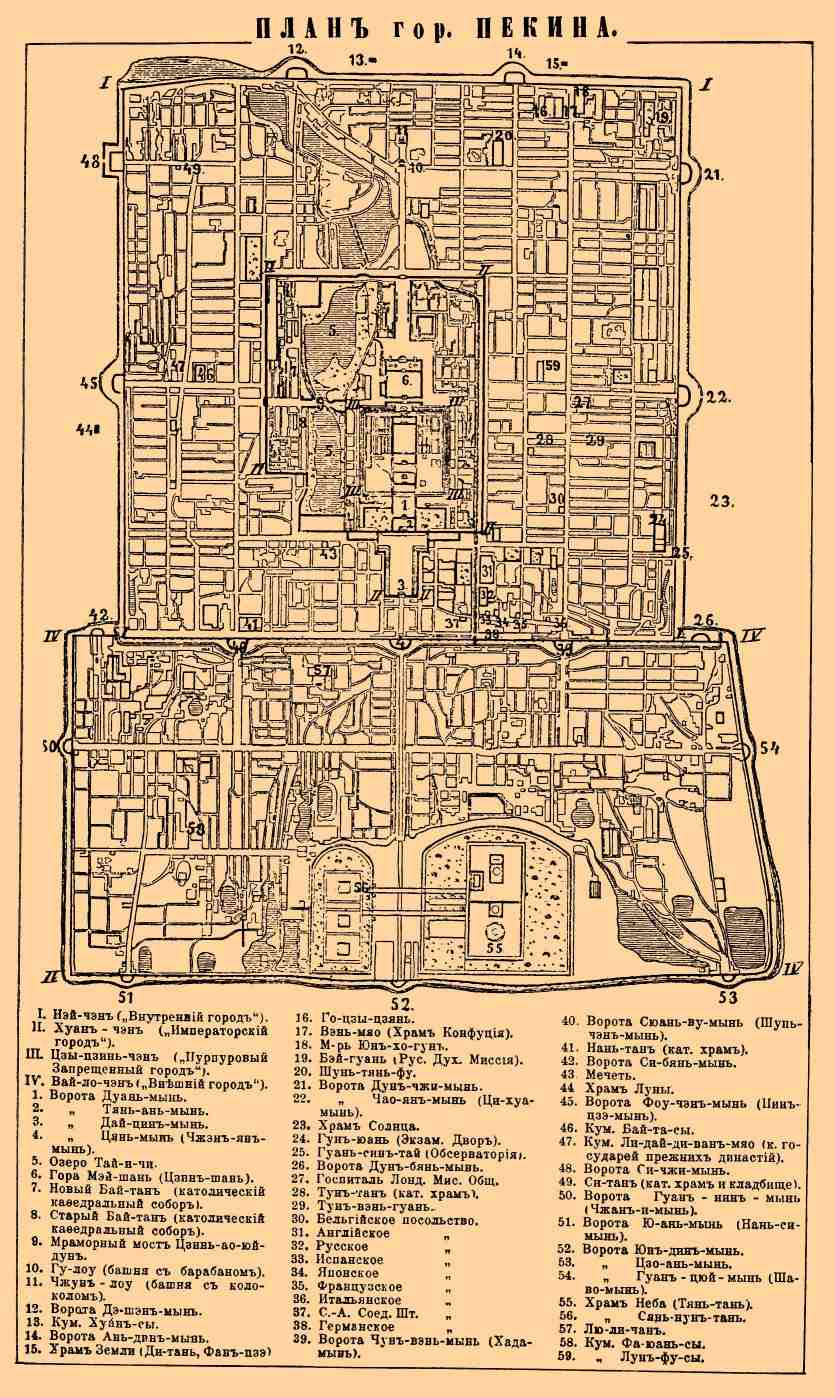 ПЛАНЪ гор. ПЕКИНА.
12.
13.
14.
15.
I
I
16
17
18
19
11
10.
20
48
49.
21.
II
II
5.
7
6.
47
46
59
45
22.
9
III
III
27
44
8
5.
28
29
II
30
III
III
23.
1
2
24
II
25.
43
31
3
II
II
32
37
33
34
35
36
38
42.
41
26.
IV
IV
40
4
39
57
50
54
58
56
55
II
IV
51
52.
53
I. Нэй-чэнъ („Внутренній городъ“).
II. Хуанъ - чэнъ („Императорскій
городъ“).
III. Цзы-цзинь-чэнъ („Пурпуровый
Запрещенный городъ“).
IV. Вай-ло-чэнъ („Внѣшній городъ“).
1. Ворота Дуань-мынь.
2. „ Тянь-ань-мынь.
3. „ Дай-цинъ-мынь.
4. „ Цянь-мынь (Чжэнъ-янъ-
мынь).
5. Озеро Тай-и-чи.
6. Гора Мэй-шань (Цзинъ-шань).
7. Новый Бай-танъ (католическій
каѳедральный соборъ).
8. Старый Бай-танъ (католическій
каѳедральный соборъ).
9. Мраморный мостъ Цзинь-ао-юй-
дунъ.
10. Гу-лоу (башня съ барабаномъ).
11. Чжунъ - лоу (башня съ коло-
коломъ).
12. Ворота Дэ-шэнъ-мынь.
13. Кум. Хуанъ-сы.
14. Ворота Ань-динъ-мынь.
15. Храмъ Земли (Ди-танъ, Фанъ-цзэ)
16. Го-цзы-цзянь.
17. Вэнь-мяо (Храмъ Конфуція).
18. М-рь Юнъ-хо-гунъ.
19. Бэй-гуань (Рус. Дух. Миссія).
20. Шунь-тянь-фу.
21. Ворота Дунъ-чжи-мынь.
22. „ Чао-янъ-мынь (Ци-хуа-
мынь).
23. Храмъ Солнца.
24. Гунъ-юань (Экзам. Дворъ).
25. Гуань-синъ-тай (Обсерваторія).
26. Ворота Дунъ-бянь-мынь.
27. Госпиталь Лонд. Мис. Общ.
28. Тунъ-танъ (кат. храмъ).
29. Тунъ-вэнь-гуань.
30. Бельгійское посольство.
31. Англійское „
32. Русское „
33. Испанское „
34. Японское „
35. Французское „
36. Итальянское „
37. С.-А. Соед. Шт. „
38. Германское „
39. Ворота Чунъ-вэнь-мынь (Хада-
мынь).
40. Ворота Сюань-ву-мынь (Шунь-
чэнъ-мынь).
41. Нань-танъ (кат. храмъ).
42. Ворота Си-бянь-мынь.
43. Мечеть.
44 Храмъ Луны.
45. Ворота Фоу-чэнъ-мынь (Пинъ-
цзэ-мынь).
46. Кум. Бай-та-сы.
47. Кум. Ли-дай-ди-ванъ-мяо (к. го-
сударей прежнихъ династій).
48. Ворота Си-чжи-мынь.
49. Си-танъ (кат. храмъ и кладбище).
50. Ворота Гуанъ - нинъ - мынь
(Чжанъ-и-мынь).
51. Ворота Ю-ань-мынь (Нань-си-
мынь).
52. Ворота Юнъ-динъ-мынь.
53. „ Цзо-ань-мынь.
54. „ Гуанъ - цюй - мынь (Ша-
во-мынь).
55. Храмъ Неба (Тянь-танъ).
56. „ Сянь-нунъ-танъ.
57. Лю-ли-чанъ.
58. Кум. Фа-юань-сы.
59. „ Лунъ-фу-сы.